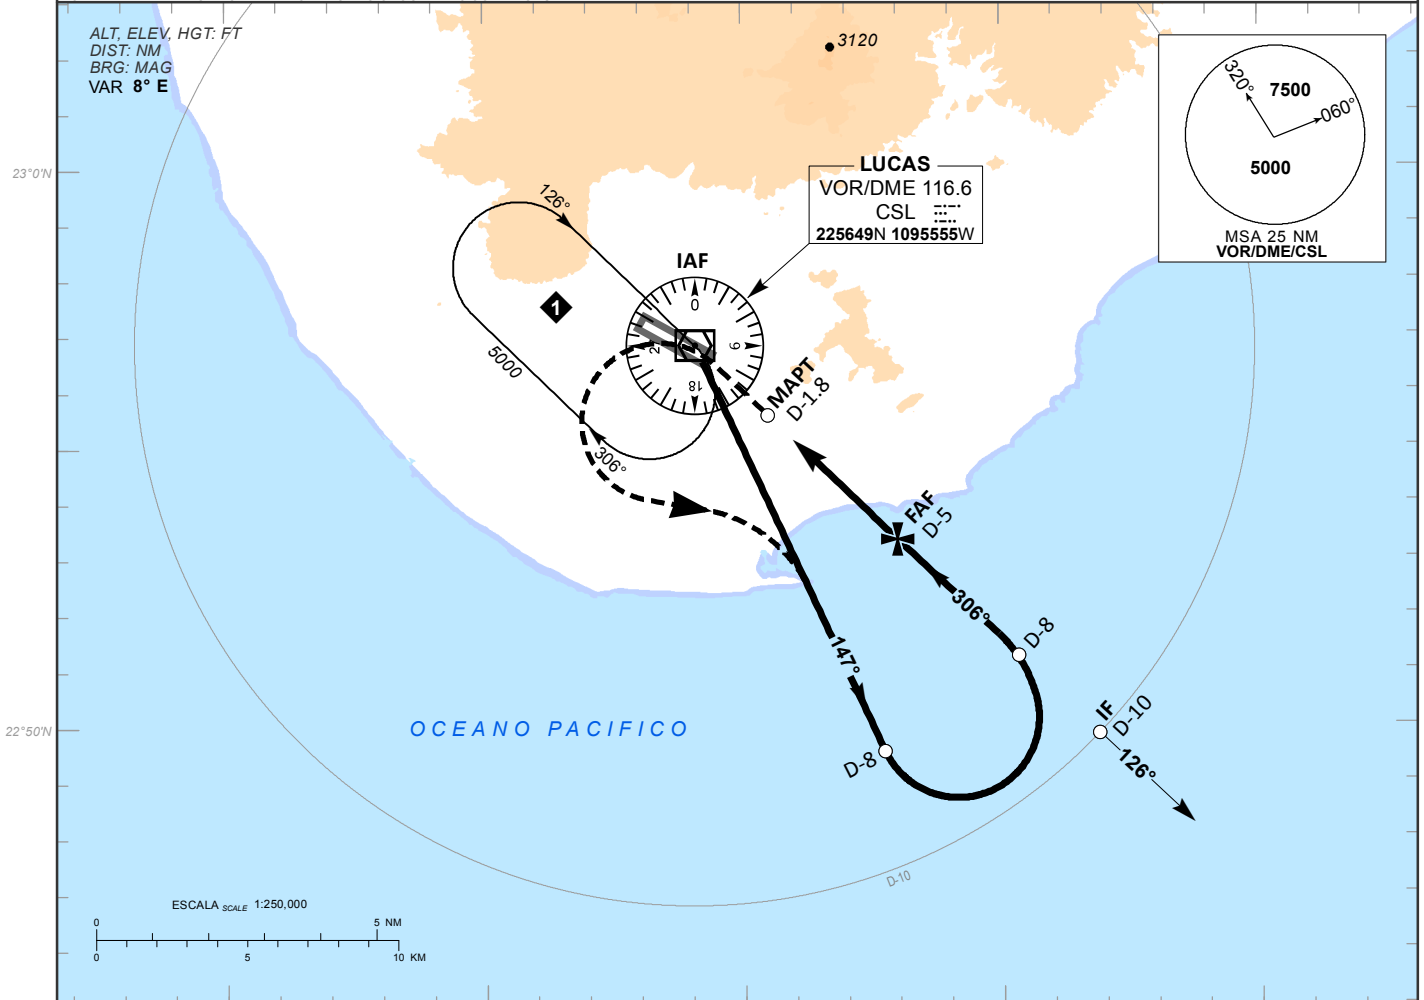 ALT, ELEV, HGT: FT
DIST: NM
BRG: MAG
VAR 8° E
3120
320°
7500
060°
5000
MSA 25 NM
VOR/DME/CSL
23°0'N
LUCAS
VOR/DME 116.6
CSL
225649N 1095555W
126°
IAF
0
9
18
2
1
5000
306°
MAPT
D-1.8
FAF
D-5
306°
D-8
147°
D-8
IF
D-10
126°
OCEANO PACIFICO
22°50'N
D-10
ESCALA SCALE 1:250,000
0 5 NM
0 5 10 KM